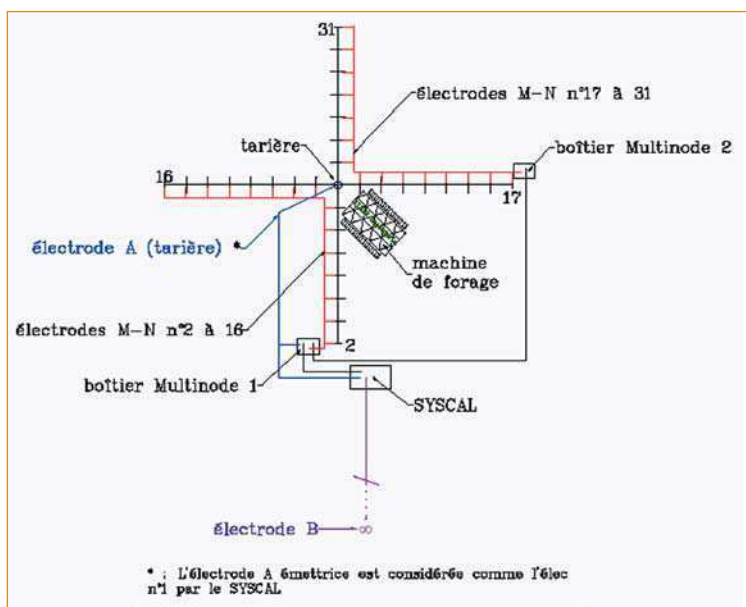 31
électrodes M-N n°17 à 31
tarière
boîtier Multinode 2
16
17
électrode A (tarière) *
machine
de forage
électrodes M-N n°2 à 16
2
boîtier Multinode 1
SYSCAL
électrode B
∞
* : L'électrode A émettrice est considérée comme l'élec
n°1 par le SYSCAL